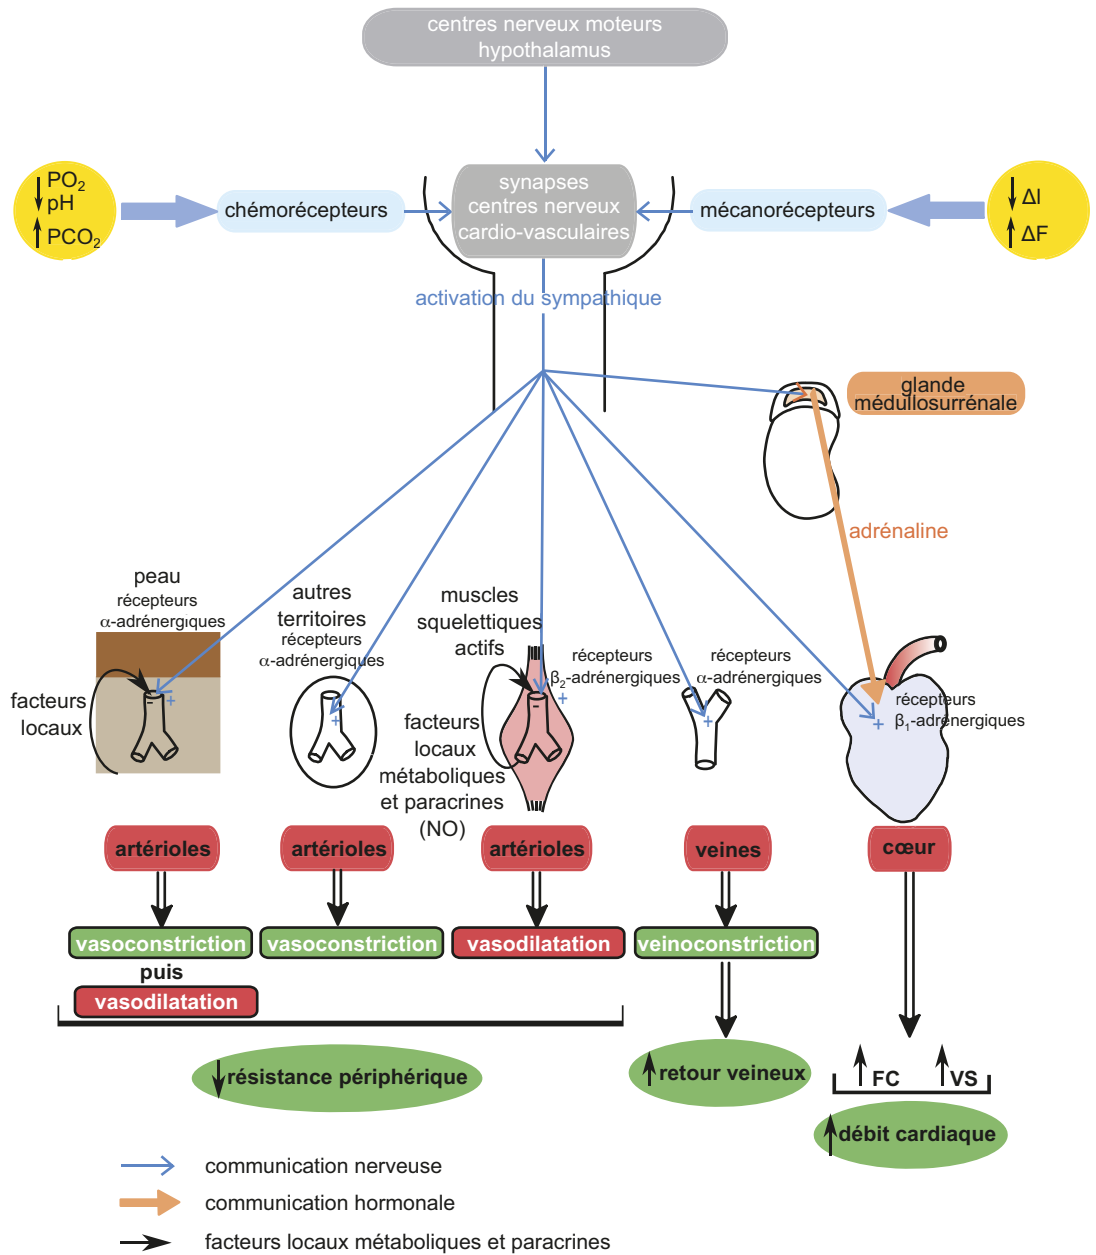 centres nerveux moteurs
hypothalamus
PO2
pH
PCO2
chémorécepteurs
synapses
centres nerveux
cardio-vasculaires
mécanorécepteurs
ΔI
ΔF
activation du sympathique
glande
médullosurrénale
adrénaline
peau
récepteurs
α-adrénergiques
autres
territoires
récepteurs
α-adrénergiques
muscles
squelettiques
actifs
récepteurs
β2-adrénergiques
récepteurs
α-adrénergiques
récepteurs
β1-adrénergiques
facteurs
locaux
facteurs
locaux
métaboliques
et paracrines
(NO)
+
-
+
+
-
+
+
artérioles
artérioles
artérioles
veines
cœur
vasoconstriction
puis
vasodilatation
vasoconstriction
vasodilatation
veinoconstriction
résistance périphérique
retour veineux
FC
VS
débit cardiaque
communication nerveuse
communication hormonale
facteurs locaux métaboliques et paracrines